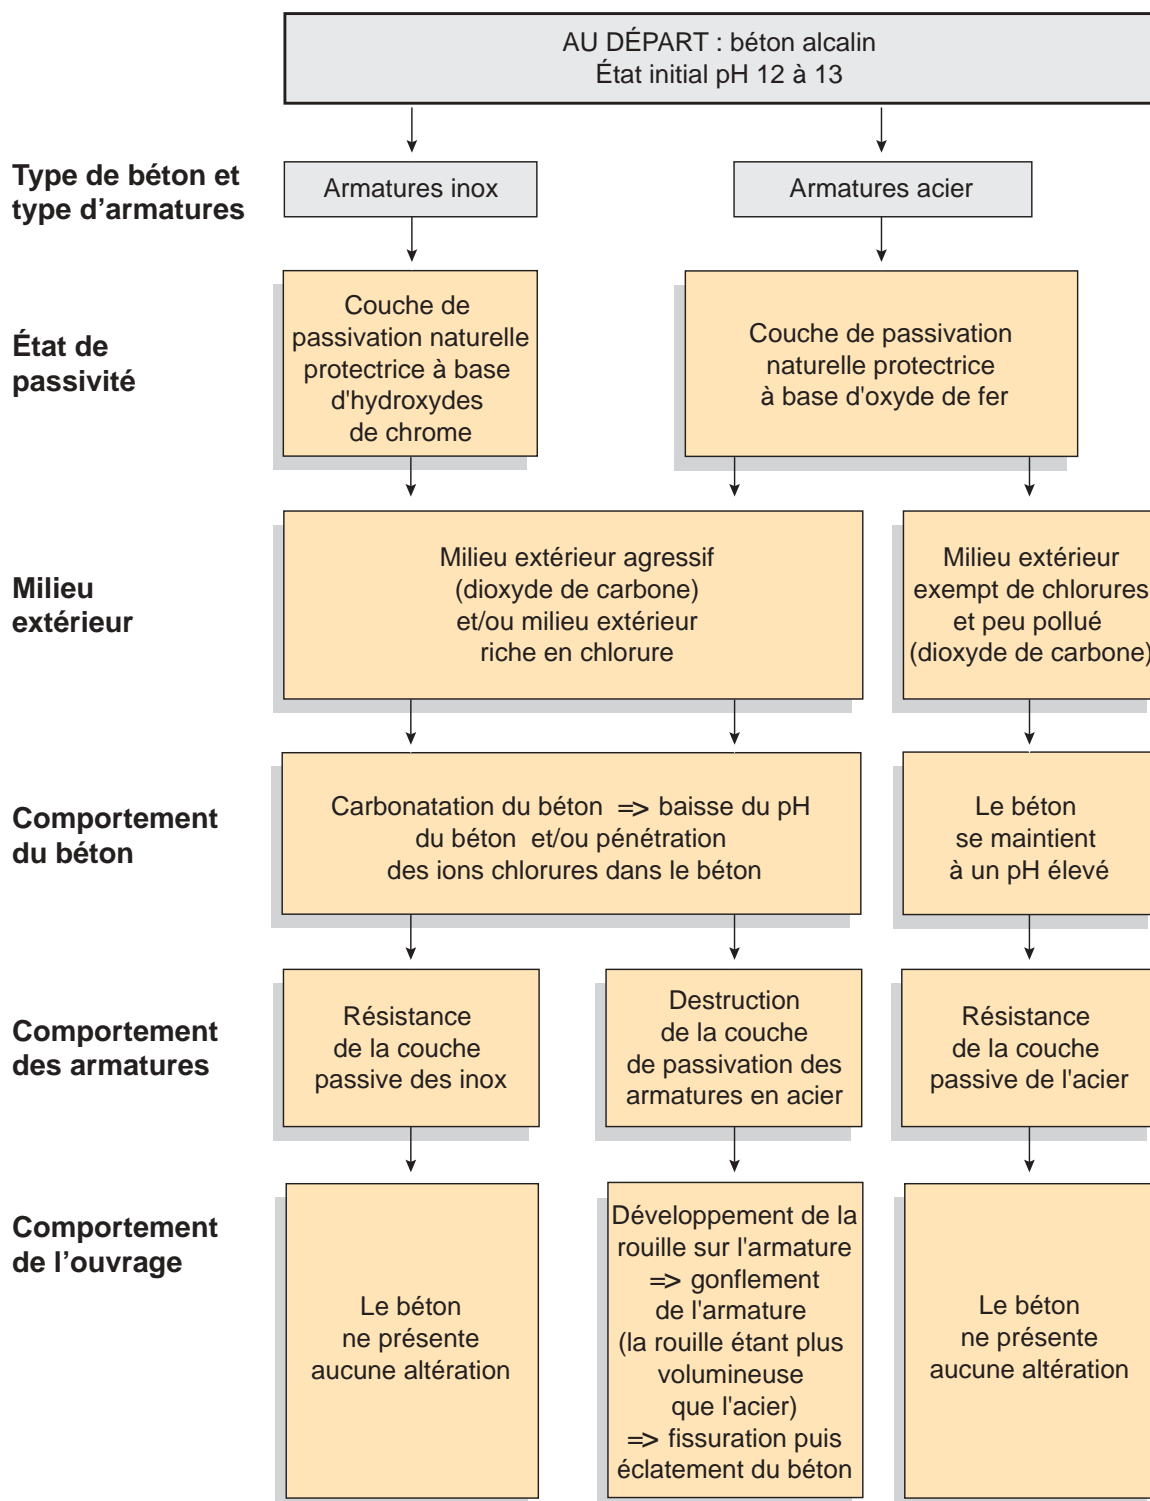 AU DÉPART : béton alcalin
État initial pH 12 à 13
Type de béton et
type d’armatures
Armatures inox
Armatures acier
État de
passivité
Couche de
passivation naturelle
protectrice à base
d'hydroxydes
de chrome
Couche de passivation
naturelle protectrice
à base d'oxyde de fer
Milieu
extérieur
Milieu extérieur agressif
(dioxyde de carbone)
et/ou milieu extérieur
riche en chlorure
Milieu extérieur
exempt de chlorures
et peu pollué
(dioxyde de carbone)
Comportement
du béton
Carbonatation du béton => baisse du pH
du béton et/ou pénétration
des ions chlorures dans le béton
Le béton
se maintient
à un pH élevé
Comportement
des armatures
Résistance
de la couche
passive des inox
Destruction
de la couche
de passivation des
armatures en acier
Résistance
de la couche
passive de l'acier
Comportement
de l’ouvrage
Le béton
ne présente
aucune altération
Développement de la
rouille sur l'armature
=> gonflement
de l'armature
(la rouille étant plus
volumineuse
que l'acier)
=> fissuration puis
éclatement du béton
Le béton
ne présente
aucune altération